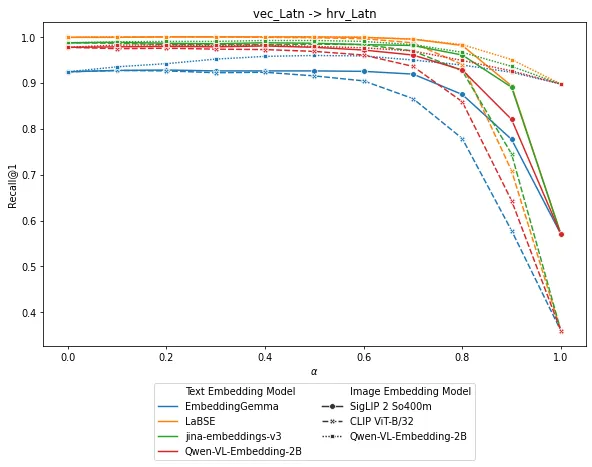 vec_Latn -> hrv_Latn
Recall@1
1.0
0.9
0.8
0.7
0.6
0.5
0.4
0.0 0.2 0.4 0.6 0.8 1.0
α
Text Embedding Model
EmbeddingGemma
LaBSE
jina-embeddings-v3
Qwen-VL-Embedding-2B
Image Embedding Model
SigLIP 2 So400m
CLIP ViT-B/32
Qwen-VL-Embedding-2B